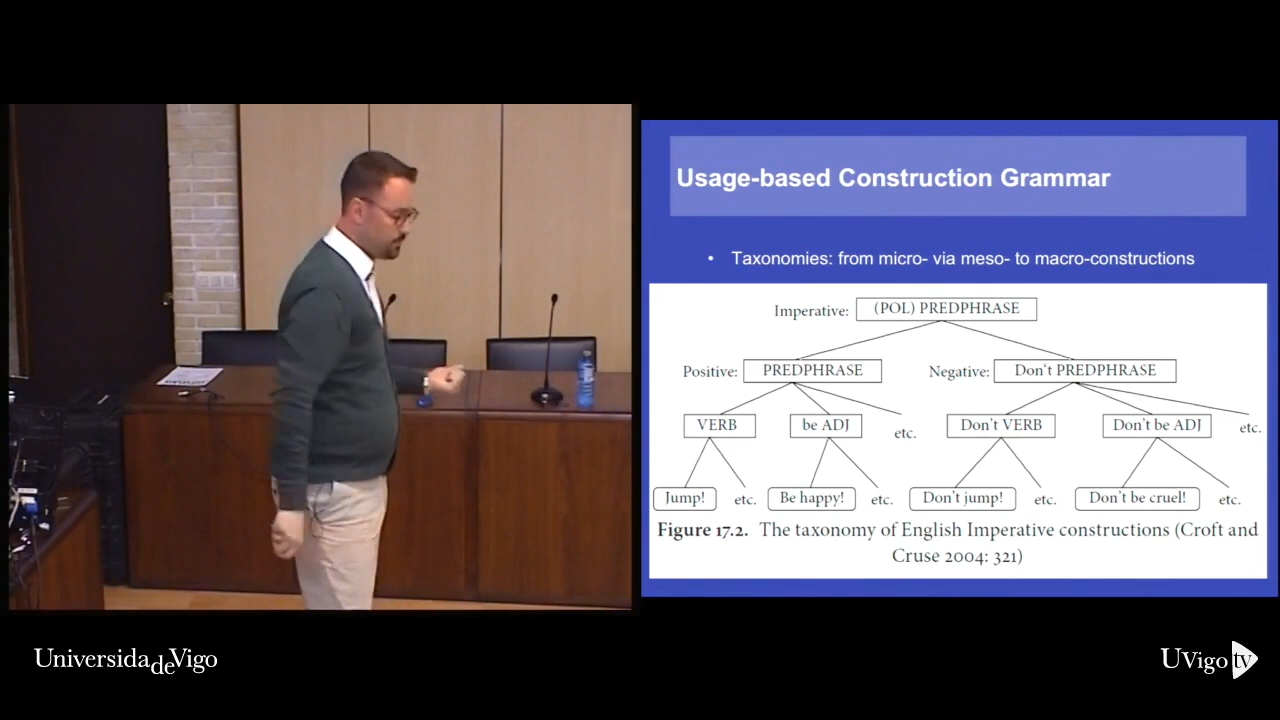 Usage-based Construction Grammar
• Taxonomies: from micro- via meso- to macro-constructions
Imperative: (POL) PREDPHRASE
Positive: PREDPHRASE Negative: Don't PREDPHRASE
VERB be ADJ etc. Don't VERB Don't be ADJ etc.
Jump! etc. Be happy! etc. Don't jump! etc. Don't be cruel! etc.
Figure 17.2. The taxonomy of English Imperative constructions (Croft and
Cruse 2004: 321)
UniversidadeVigo
UVigo tv